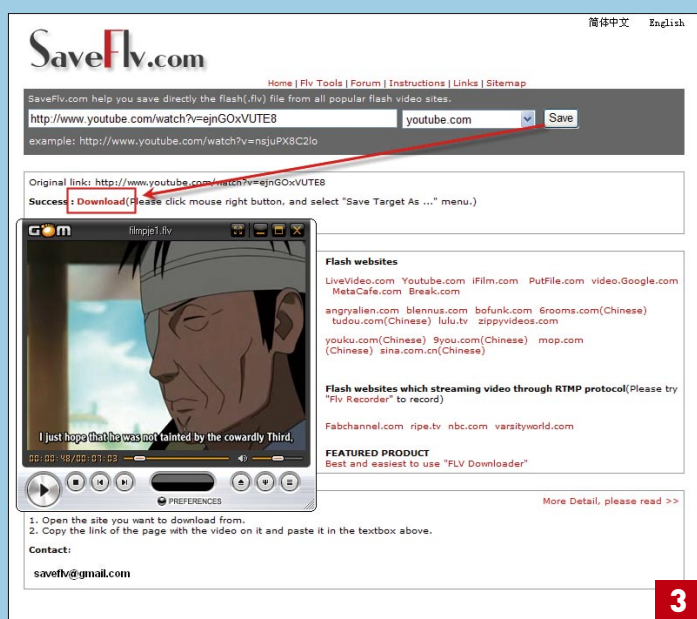 简体中文 English
SaveFlv.com
Home | Flv Tools | Forum | Instructions | Links | Sitemap
SaveFlv.com help you save directly the flash(.flv) file from all popular flash video sites.
http://www.youtube.com/watch?v=ejnGOxVUTE8 youtube.com Save
example: http://www.youtube.com/watch?v=nsjuPX8C2lo
Original link: http://www.youtube.com/watch?v=ejnGOxVUTE8
Success : Download(Please click mouse right button, and select "Save Target As ..." menu.)
GOM filmpje1.flv
I just hope that he was not tainted by the cowardly Third,
00:00:48/00:07:03
PREFERENCES
Flash websites
LiveVideo.com Youtube.com iFilm.com PutFile.com video.Google.com
MetaCafe.com Break.com
angryalien.com blennus.com bofunk.com 6rooms.com(Chinese)
tudou.com(Chinese) lulu.tv zippyvideos.com
youku.com(Chinese) 9you.com(Chinese) mop.com
(Chinese) sina.com.cn(Chinese)
Flash websites which streaming video through RTMP protocol(Please try
"Flv Recorder" to record)
Fabchannel.com ripe.tv nbc.com varsityworld.com
FEATURED PRODUCT
Best and easiest to use "FLV Downloader"
More Detail, please read >>
1. Open the site you want to download from.
2. Copy the link of the page with the video on it and paste it in the textbox above.
Contact:
saveflv@gmail.com
3